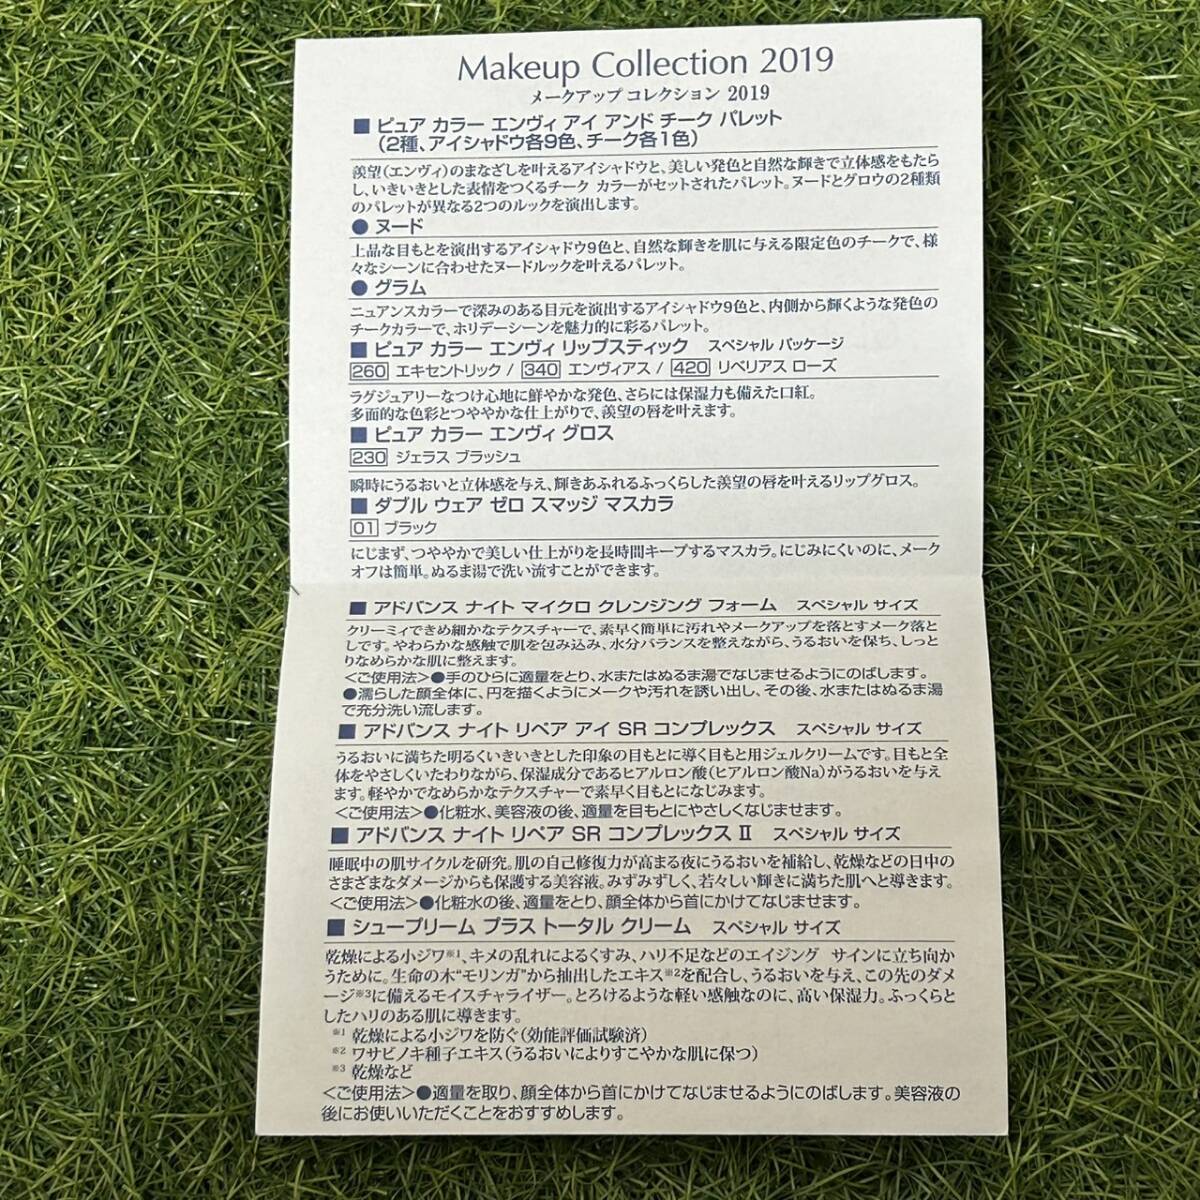 Makeup Collection 2019
メークアップ コレクション 2019
■ ピュア カラー エンヴィ アイ アンド チーク パレット
(2種、アイシャドウ各9色、チーク各1色)
羨望(エンヴィ)のまなざしを叶えるアイシャドウと、美しい発色と自然な輝きで立体感をもたら
し、いきいきとした表情をつくるチーク カラーがセットされたパレット。ヌードとグロウの2種類
のパレットが異なる2つのルックを演出します。
● ヌード
上品な目もとを演出するアイシャドウ9色と、自然な輝きを肌に与える限定色のチークで、様
々なシーンに合わせたヌードルックを叶えるパレット。
● グラム
ニュアンスカラーで深みのある目元を演出するアイシャドウ9色と、内側から輝くような発色の
チークカラーで、ホリデーシーンを魅力的に彩るパレット。
■ ピュア カラー エンヴィ リップスティック スペシャル パッケージ
260 エキセントリック / 340 エンヴィアス / 420 リベリアス ローズ
ラグジュアリーなつけ心地に鮮やかな発色、さらには保湿力も備えた口紅。
多面的な色彩とつややかな仕上がりで、羨望の唇を叶えます。
■ ピュア カラー エンヴィ グロス
230 ジェラス ブラッシュ
瞬時にうるおいと立体感を与え、輝きあふれるふっくらした羨望の唇を叶えるリップグロス。
■ ダブル ウェア ゼロ スマッジ マスカラ
01 ブラック
にじまず、つややかで美しい仕上がりを長時間キープするマスカラ。にじみにくいのに、メーク
オフは簡単。ぬるま湯で洗い流すことができます。
■ アドバンス ナイト マイクロ クレンジング フォーム スペシャル サイズ
クリーミィできめ細かなテクスチャーで、素早く簡単に汚れやメークアップを落とすメーク落と
しです。やわらかな感触で肌を包み込み、水分バランスを整えながら、うるおいを保ち、しっと
りなめらかな肌に整えます。
<ご使用法>●手のひらに適量をとり、水またはぬるま湯でなじませるようにのばします。
●濡らした顔全体に、円を描くようにメークや汚れを誘い出し、その後、水またはぬるま湯
で充分洗い流します。
■ アドバンス ナイト リペア アイ SR コンプレックス スペシャル サイズ
うるおいに満ちた明るくいきいきとした印象の目もとに導く目もと用ジェルクリームです。目もと全
体をやさしくいたわりながら、保湿成分であるヒアルロン酸(ヒアルロン酸Na)がうるおいを与え
ます。軽やかでなめらかなテクスチャーで素早く目もとになじみます。
<ご使用法>●化粧水、美容液の後、適量を目もとにやさしくなじませます。
■ アドバンス ナイト リペア SR コンプレックス Ⅱ スペシャル サイズ
睡眠中の肌サイクルを研究。肌の自己修復力が高まる夜にうるおいを補給し、乾燥などの日中の
さまざまなダメージからも保護する美容液。みずみずしく、若々しい輝きに満ちた肌へと導きます。
<ご使用法>●化粧水の後、適量をとり、顔全体から首にかけてなじませます。
■ シュープリーム プラス トータル クリーム スペシャル サイズ
乾燥による小ジワ※1、キメの乱れによるくすみ、ハリ不足などのエイジング サインに立ち向か
うために。生命の木“モリンガ”から抽出したエキス※2を配合し、うるおいを与え、この先のダメ
ージ※3に備えるモイスチャライザー。とろけるような軽い感触なのに、高い保湿力。ふっくらと
したハリのある肌に導きます。
※1 乾燥による小ジワを防ぐ(効能評価試験済)
※2 ワサビノキ種子エキス(うるおいによりすこやかな肌に保つ)
※3 乾燥など
<ご使用法>●適量を取り、顔全体から首にかけてなじませるようにのばします。美容液の
後にお使いいただくことをおすすめします。